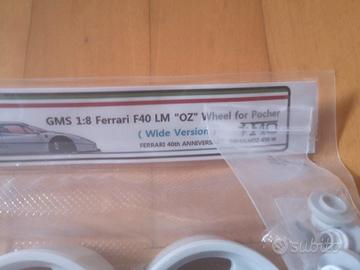 GMS 1:8 Ferrari F40 LM "OZ" Wheel for Pocher
( Wide Version
FERRARI 40th ANNIVERS
subito